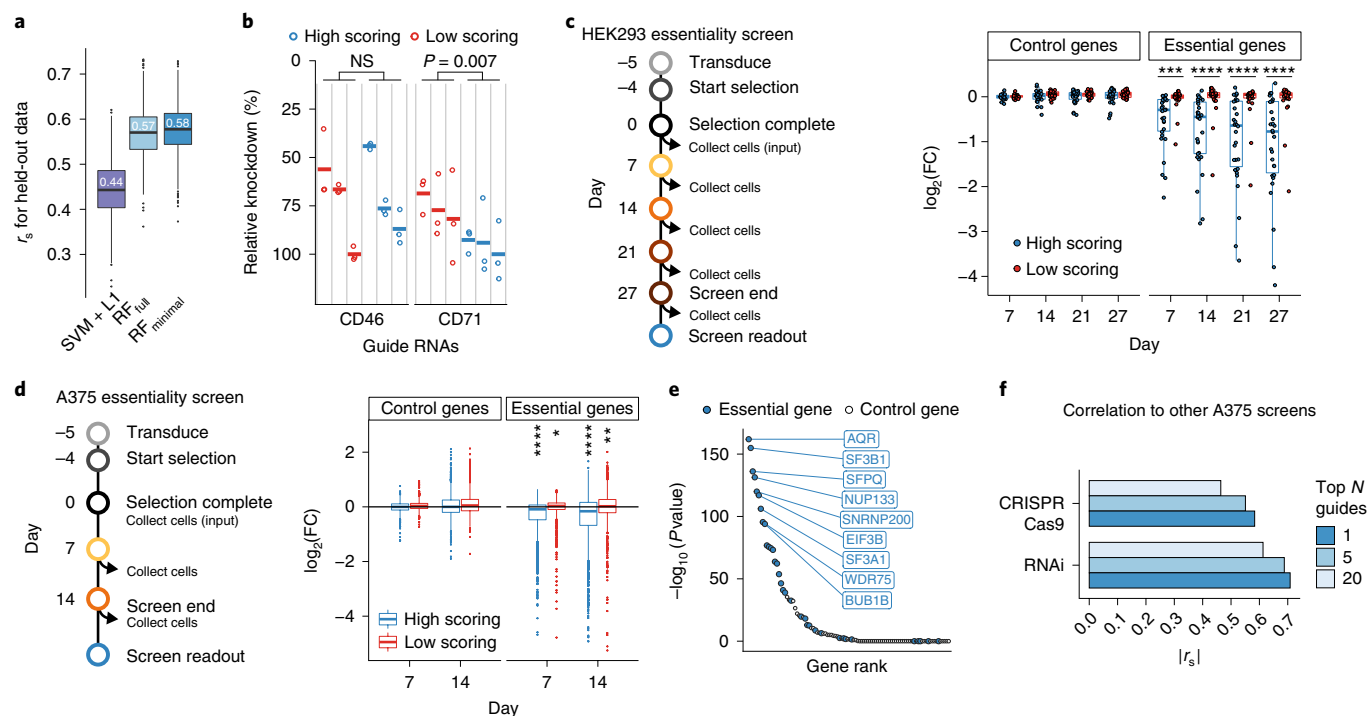 a
r_s for held-out data
0.7
0.6
0.5
0.4
0.3
0.44
0.57
0.58
SVM + L1
RF_full
RF_minimal
b
High scoring
Low scoring
NS
P = 0.007
Relative knockdown (%)
0
25
50
75
100
CD46
CD71
Guide RNAs
c
HEK293 essentiality screen
Day
–5
Transduce
–4
Start selection
0
Selection complete
Collect cells (input)
7
Collect cells
14
Collect cells
21
Collect cells
27
Screen end
Collect cells
Screen readout
Control genes
Essential genes
*** **** **** ****
log2(FC)
0
–1
–2
–3
–4
High scoring
Low scoring
7 14 21 27
7 14 21 27
Day
d
A375 essentiality screen
Day
–5
Transduce
–4
Start selection
0
Selection complete
Collect cells (input)
7
Collect cells
14
Screen end
Collect cells
Screen readout
Control genes
Essential genes
**** * **** **
log2(FC)
2
0
–2
–4
High scoring
Low scoring
7 14
7 14
Day
e
Essential gene
Control gene
–log10 (P value)
150
100
50
0
AQR
SF3B1
SFPQ
NUP133
SNRNP200
EIF3B
SF3A1
WDR75
BUB1B
Gene rank
f
Correlation to other A375 screens
CRISPR
Cas9
RNAi
0.0 0.1 0.2 0.3 0.4 0.5 0.6 0.7
|r_s|
Top N
guides
1
5
20